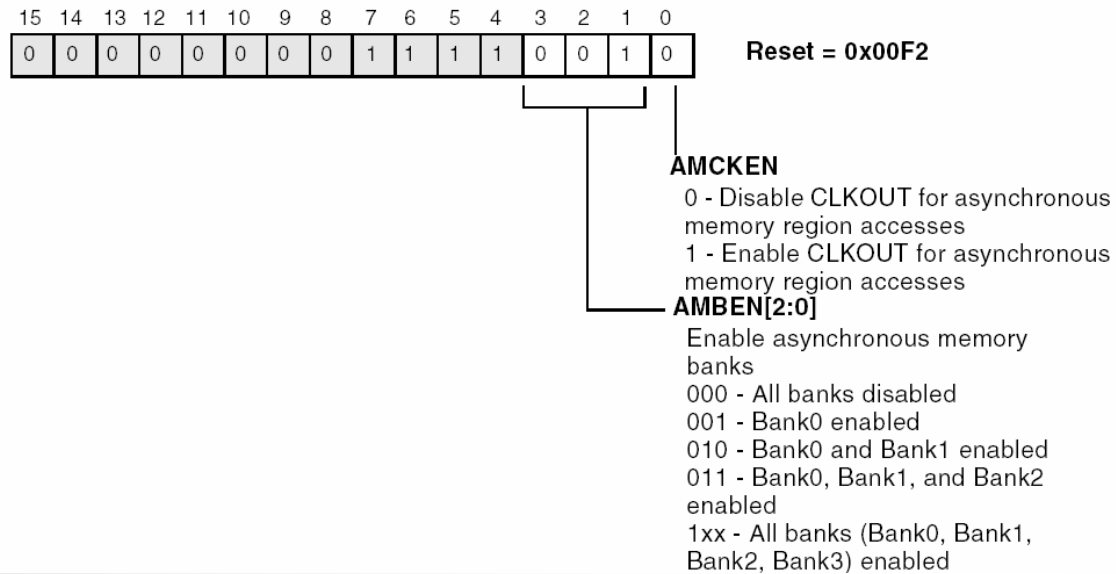 15 14 13 12 11 10 9 8 7 6 5 4 3 2 1 0
0 0 0 0 0 0 0 0 1 1 1 1 0 0 1 0
Reset = 0x00F2
AMCKEN
0 - Disable CLKOUT for asynchronous
memory region accesses
1 - Enable CLKOUT for asynchronous
memory region accesses
AMBEN[2:0]
Enable asynchronous memory
banks
000 - All banks disabled
001 - Bank0 enabled
010 - Bank0 and Bank1 enabled
011 - Bank0, Bank1, and Bank2
enabled
1xx - All banks (Bank0, Bank1,
Bank2, Bank3) enabled